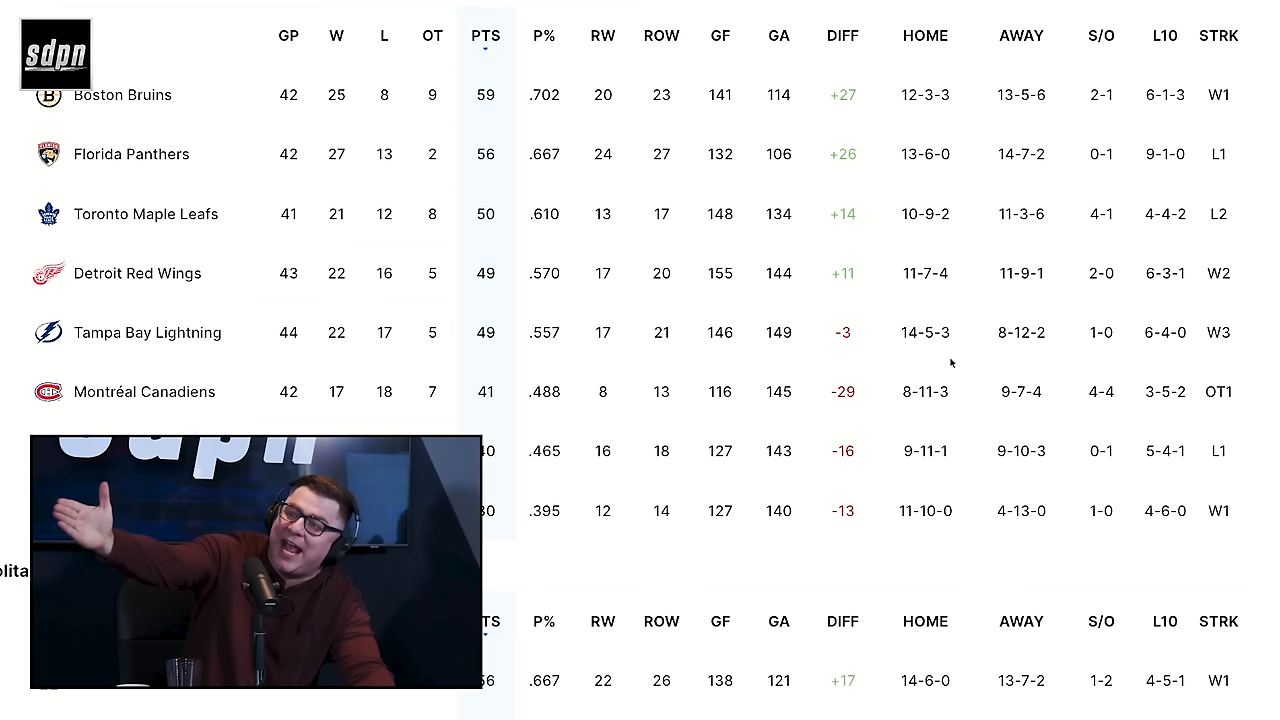 sdpn
GP W L OT PTS P% RW ROW GF GA DIFF HOME AWAY S/O L10 STRK
Boston Bruins 42 25 8 9 59 .702 20 23 141 114 +27 12-3-3 13-5-6 2-1 6-1-3 W1
Florida Panthers 42 27 13 2 56 .667 24 27 132 106 +26 13-6-0 14-7-2 0-1 9-1-0 L1
Toronto Maple Leafs 41 21 12 8 50 .610 13 17 148 134 +14 10-9-2 11-3-6 4-1 4-4-2 L2
Detroit Red Wings 43 22 16 5 49 .570 17 20 155 144 +11 11-7-4 11-9-1 2-0 6-3-1 W2
Tampa Bay Lightning 44 22 17 5 49 .557 17 21 146 149 -3 14-5-3 8-12-2 1-0 6-4-0 W3
Montréal Canadiens 42 17 18 7 41 .488 8 13 116 145 -29 8-11-3 9-7-4 4-4 3-5-2 OT1
40 .465 16 18 127 143 -16 9-11-1 9-10-3 0-1 5-4-1 L1
30 .395 12 14 127 140 -13 11-10-0 4-13-0 1-0 4-6-0 W1
sdpn
olita
TS P% RW ROW GF GA DIFF HOME AWAY S/O L10 STRK
56 .667 22 26 138 121 +17 14-6-0 13-7-2 1-2 4-5-1 W1